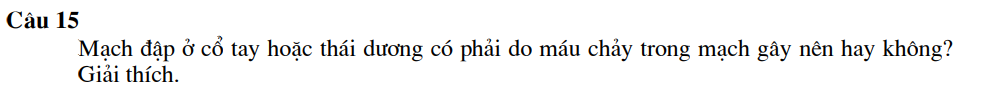 Câu 15
Mạch đập ở cổ tay hoặc thái dương có phải do máu chảy trong mạch gây nên hay không?
Giải thích.